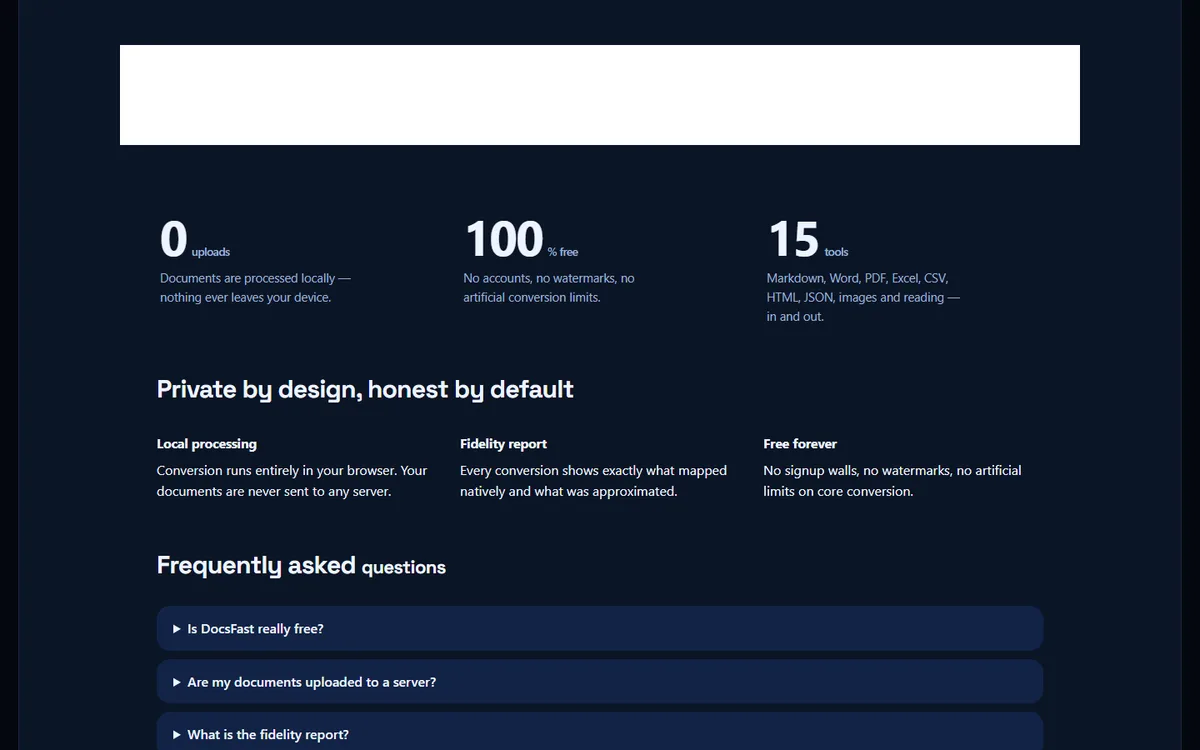 0 uploads
Documents are processed locally —
nothing ever leaves your device.
100 % free
No accounts, no watermarks, no
artificial conversion limits.
15 tools
Markdown, Word, PDF, Excel, CSV,
HTML, JSON, images and reading —
in and out.
Private by design, honest by default
Local processing
Conversion runs entirely in your browser. Your
documents are never sent to any server.
Fidelity report
Every conversion shows exactly what mapped
natively and what was approximated.
Free forever
No signup walls, no watermarks, no artificial
limits on core conversion.
Frequently asked questions
Is DocsFast really free?
Are my documents uploaded to a server?
What is the fidelity report?